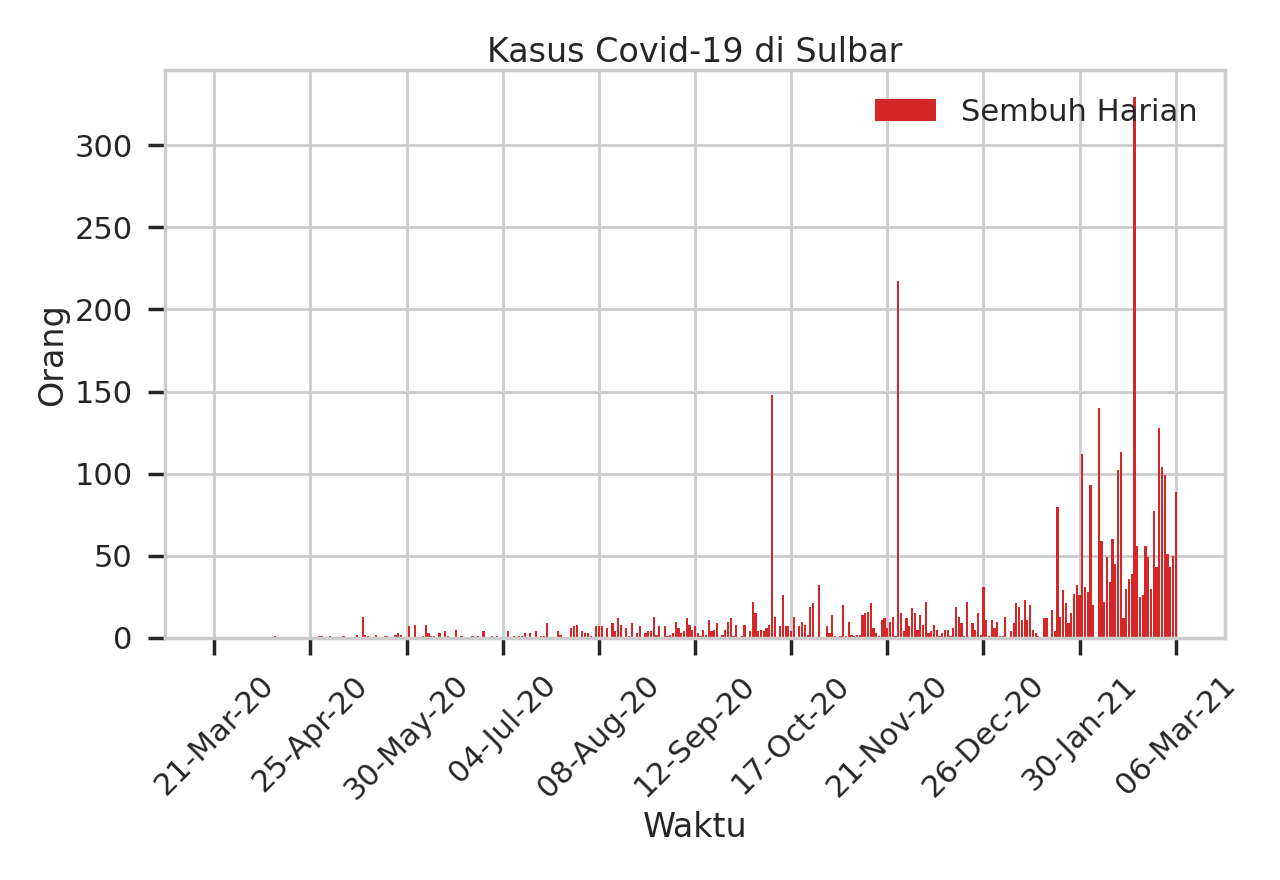 Kasus Covid-19 di Sulbar
Sembuh Harian
Orang
300
250
200
150
100
50
0
21-Mar-20
25-Apr-20
30-May-20
04-Jul-20
08-Aug-20
12-Sep-20
17-Oct-20
21-Nov-20
26-Dec-20
30-Jan-21
06-Mar-21
Waktu